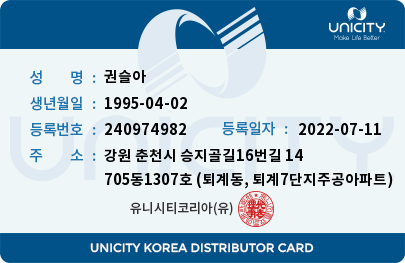 UNICITY
Make Life Better
성 명 : 권슬아
생년월일 : 1995-04-02
등록번호 : 240974982 등록일자 : 2022-07-11
주 소 : 강원 춘천시 승지골길16번길 14
705동1307호 (퇴계동, 퇴계7단지주공아파트)
유니시티코리아(유)
UNICITY
UNICITY KOREA DISTRIBUTOR CARD